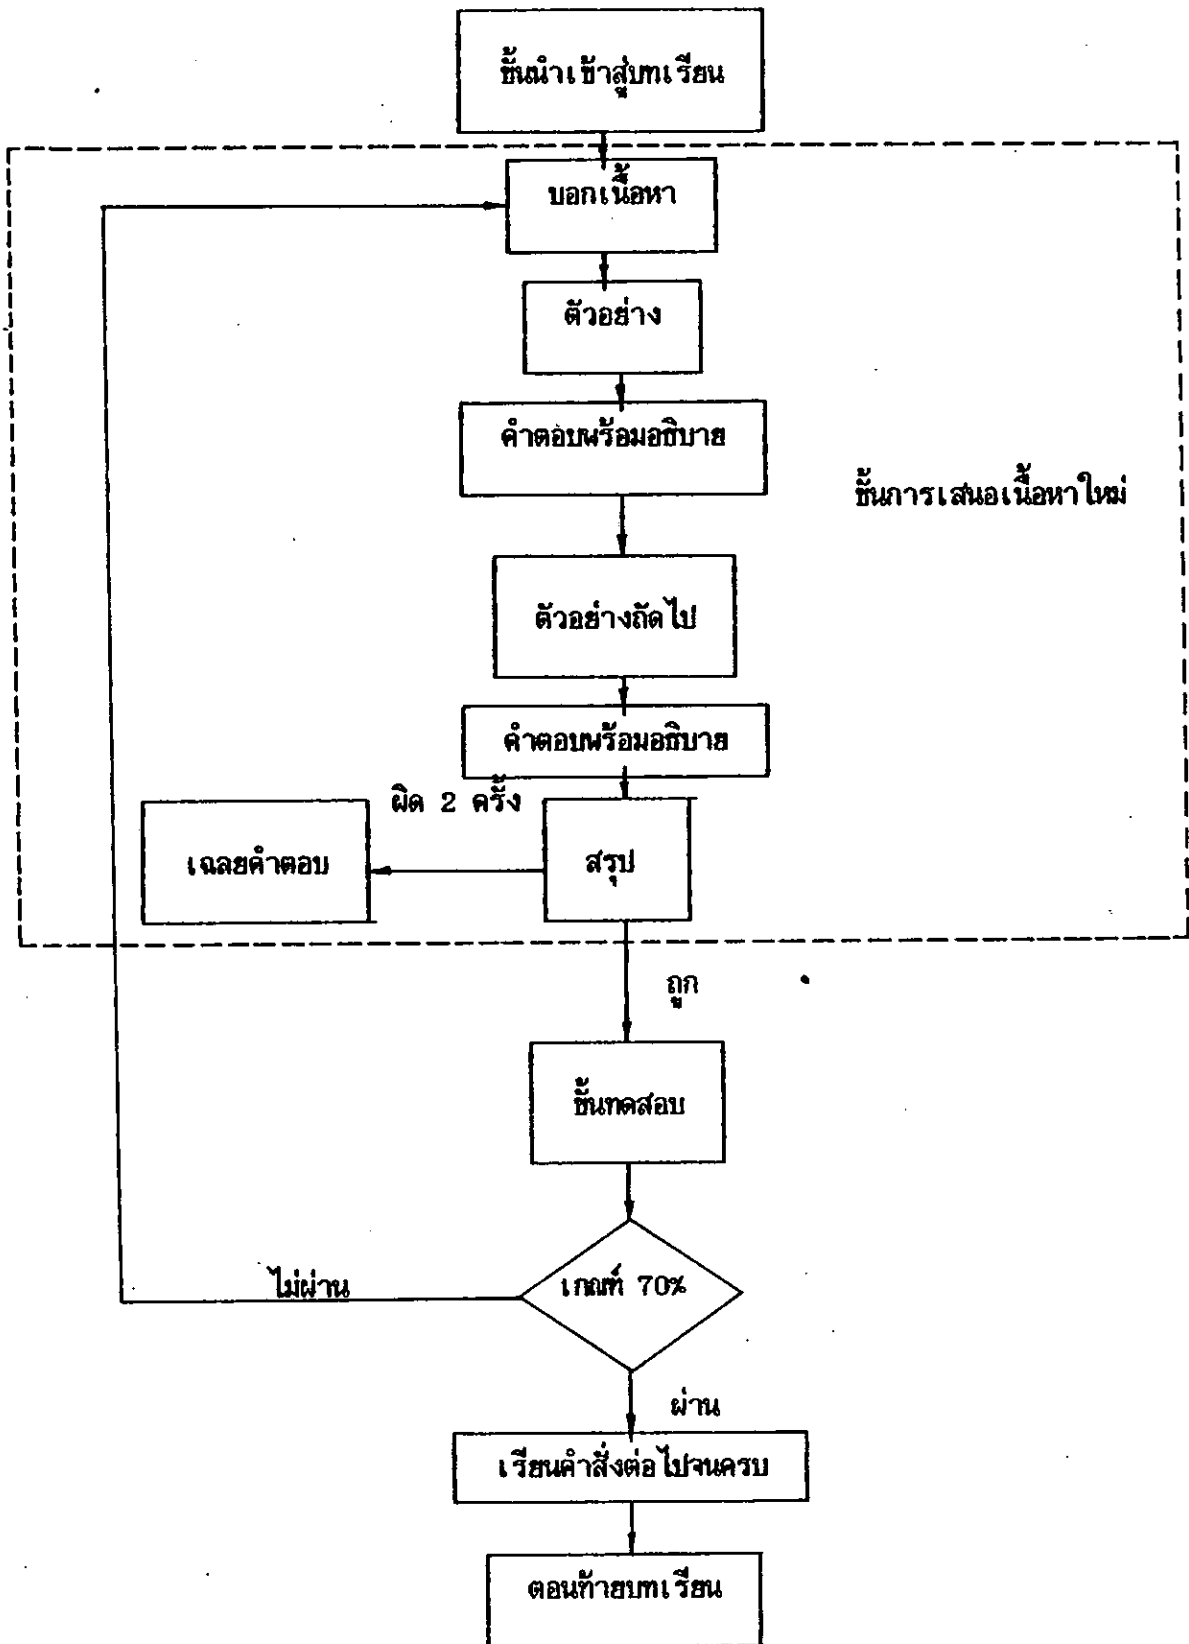 ขั้นนำเข้าสู่บทเรียน
บอกเนื้อหา
ตัวอย่าง
คำตอบพร้อมอธิบาย
ขั้นการเสนอเนื้อหาใหม่
ตัวอย่างถัดไป
คำตอบพร้อมอธิบาย
ผิด 2 ครั้ง
เฉลยคำตอบ
สรุป
ถูก
ขั้นทดสอบ
ไม่ผ่าน
เกณฑ์ 70%
ผ่าน
เรียนคำสั่งต่อไปจนครบ
ตอนท้ายบทเรียน